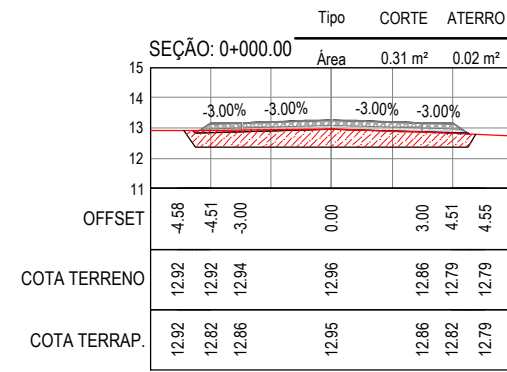 Tipo CORTE ATERRO
SEÇÃO: 0+000.00
Área 0.31 m² 0.02 m²
15
14
-3.00% -3.00% -3.00% -3.00%
13
12
11
OFFSET -4.58 -4.51 -3.00 0.00 3.00 4.51 4.55
COTA TERRENO 12.92 12.92 12.94 12.96 12.86 12.79 12.79
COTA TERRAP. 12.92 12.82 12.86 12.95 12.86 12.82 12.79